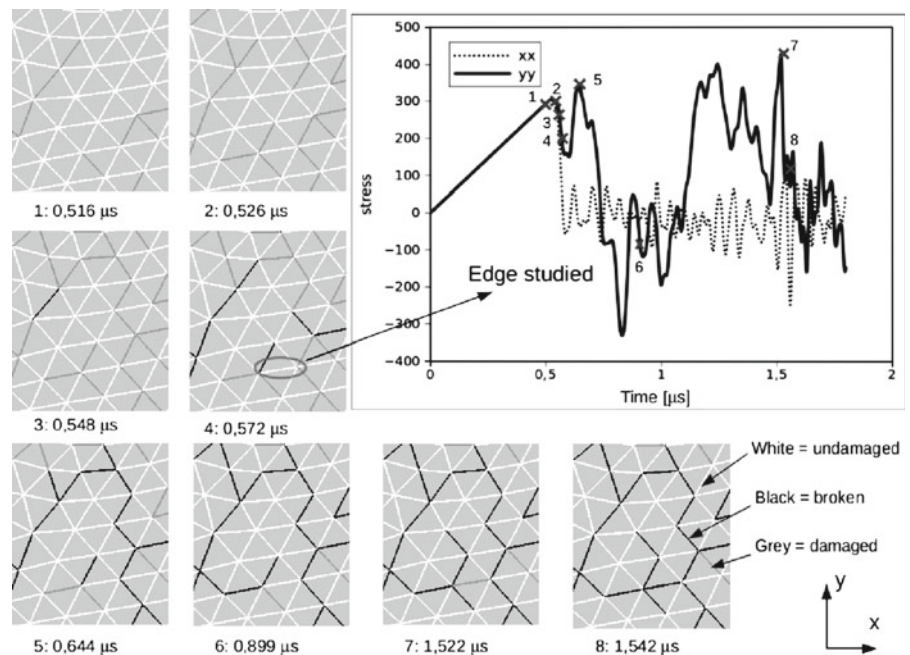 1: 0,516 µs
2: 0,526 µs
500
400
300
200
100
0
−100
−200
−300
−400
stress
xx
yy
1
2
3
4
5
6
7
8
0
0,5
1
1,5
2
Time [µs]
Edge studied
3: 0,548 µs
4: 0,572 µs
White = undamaged
Black = broken
Grey = damaged
y
x
5: 0,644 µs
6: 0,899 µs
7: 1,522 µs
8: 1,542 µs